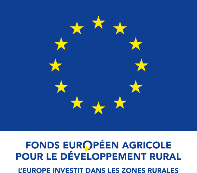 FONDS EUROPÉEN AGRICOLE
POUR LE DÉVELOPPEMENT RURAL
L'EUROPE INVESTIT DANS LES ZONES RURALES